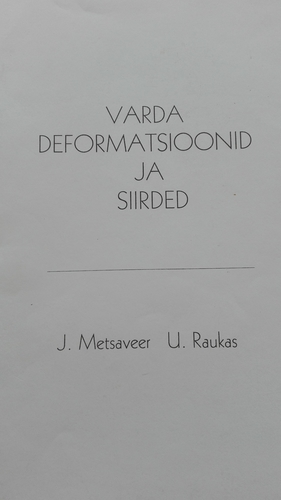 VARDA
DEFORMATSIOONID
JA
SIIRDED
J. Metsaveer U. Raukas